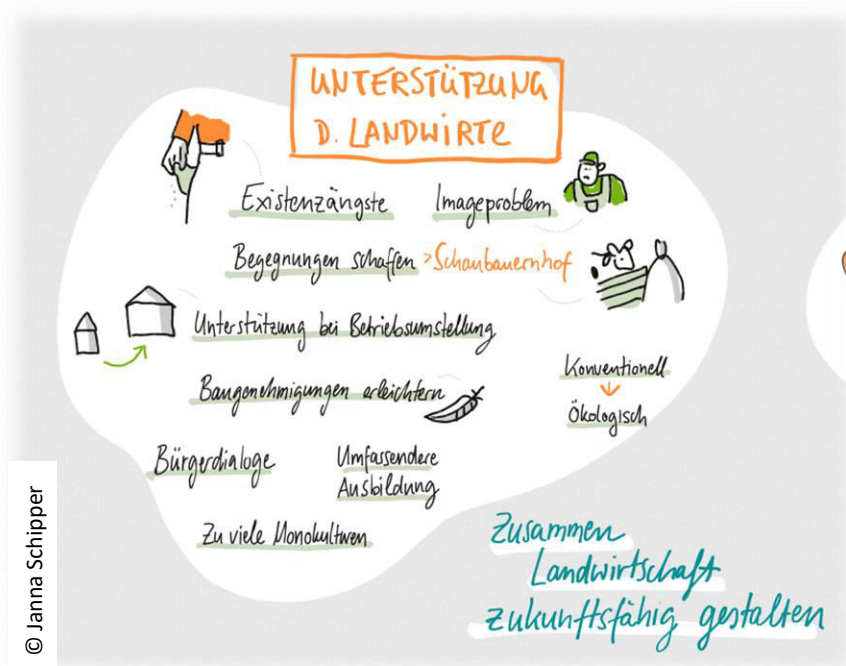 UNTERSTÜTZUNG
D. LANDWIRTE
Existenzängste
Imageproblem
Begegnungen schaffen > Schaubauernhof
Unterstützung bei Betriebsumstellung
Baugenehmigungen erleichtern
Konventionell
Ökologisch
Bürgerdialoge
Umfassendere
Ausbildung
Zu viele Monokulturen
Zusammen
Landwirtschaft
zukunftsfähig gestalten
© Janna Schipper